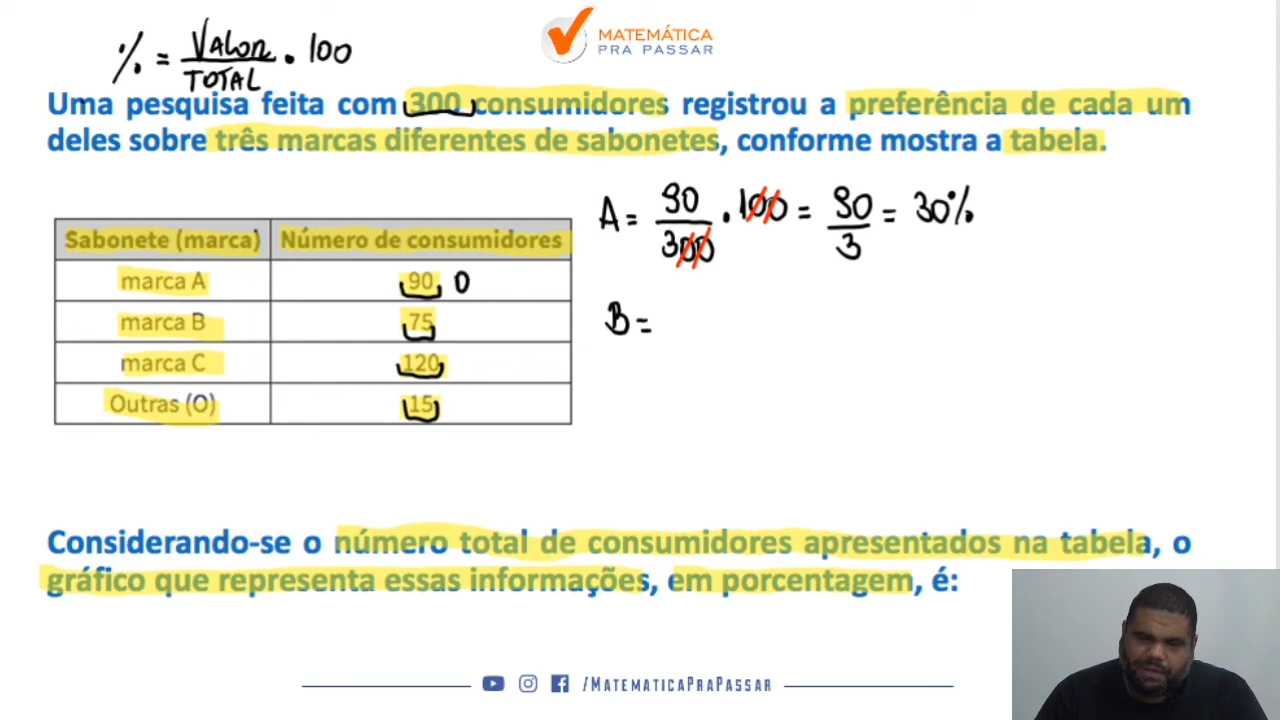 % = VALOR/TOTAL . 100
MATEMÁTICA
PRA PASSAR
Uma pesquisa feita com 300 consumidores registrou a preferência de cada um
deles sobre três marcas diferentes de sabonetes, conforme mostra a tabela.
A = 90/300 . 100 = 90/3 = 30%
Sabonete (marca) Número de consumidores
marca A 90 0
marca B 75
B =
marca C 120
Outras (O) 15
Considerando-se o número total de consumidores apresentados na tabela, o
gráfico que representa essas informações, em porcentagem, é:
/MATEMATICAPRAPASSAR